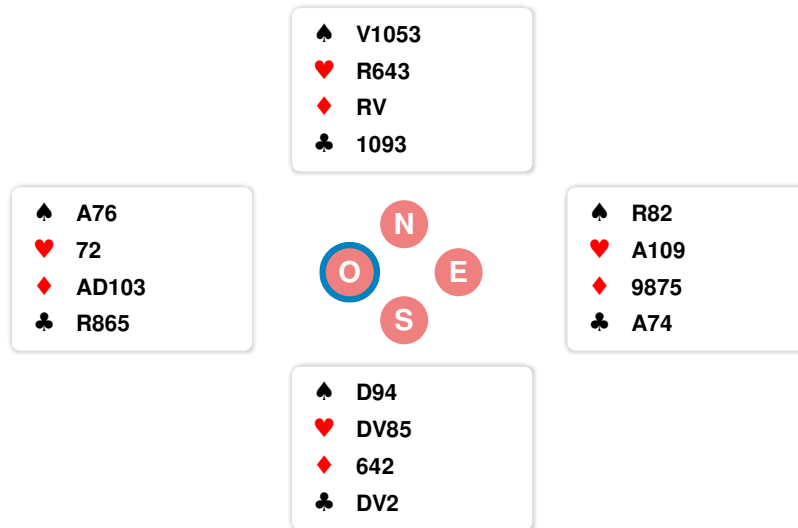 ♠ V1053
♥ R643
♦ RV
♣ 1093
♠ A76
♥ 72
♦ AD103
♣ R865
N
O E
S
♠ R82
♥ A109
♦ 9875
♣ A74
♠ D94
♥ DV85
♦ 642
♣ DV2